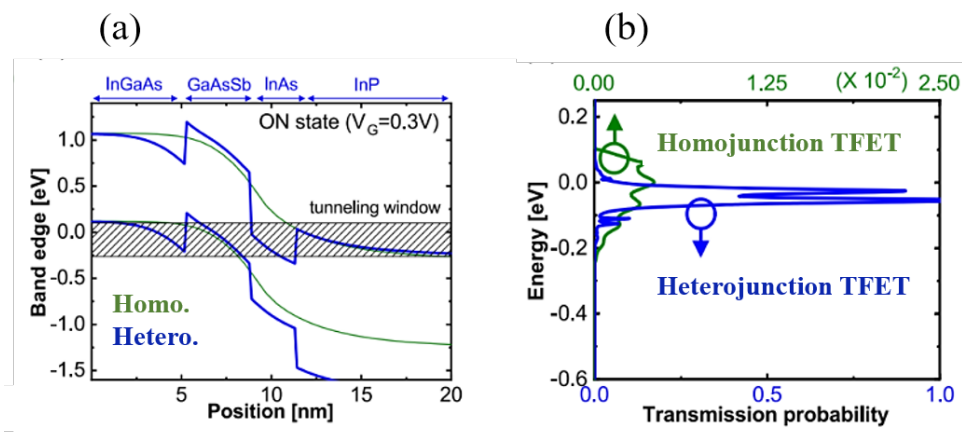 (a)
(b)
InGaAs GaAsSb InAs InP
ON state (V_G=0.3V)
tunneling window
Homo.
Hetero.
Band edge [eV]
1.0
0.5
0.0
-0.5
-1.0
-1.5
0 5 10 15 20
Position [nm]
0.00 1.25 (X 10⁻²) 2.50
Homojunction TFET
Heterojunction TFET
Energy [eV]
0.2
0.0
-0.2
-0.4
-0.6
0.0 0.5 1.0
Transmission probability